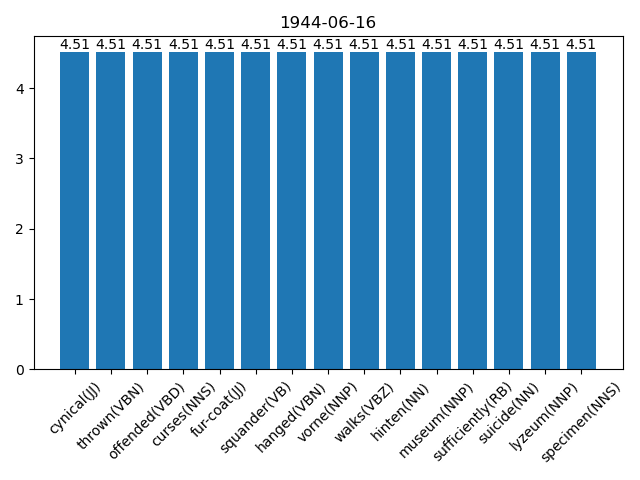 1944-06-16
4.51 4.51 4.51 4.51 4.51 4.51 4.51 4.51 4.51 4.51 4.51 4.51 4.51 4.51 4.51
4
3
2
1
0
cynical(JJ)
thrown(VBN)
offended(VBD)
curses(NNS)
fur-coat(JJ)
squander(VB)
hanged(VBN)
vorne(NNP)
walks(VBZ)
hinten(NN)
museum(NNP)
sufficiently(RB)
suicide(NN)
lyzeum(NNP)
specimen(NNS)